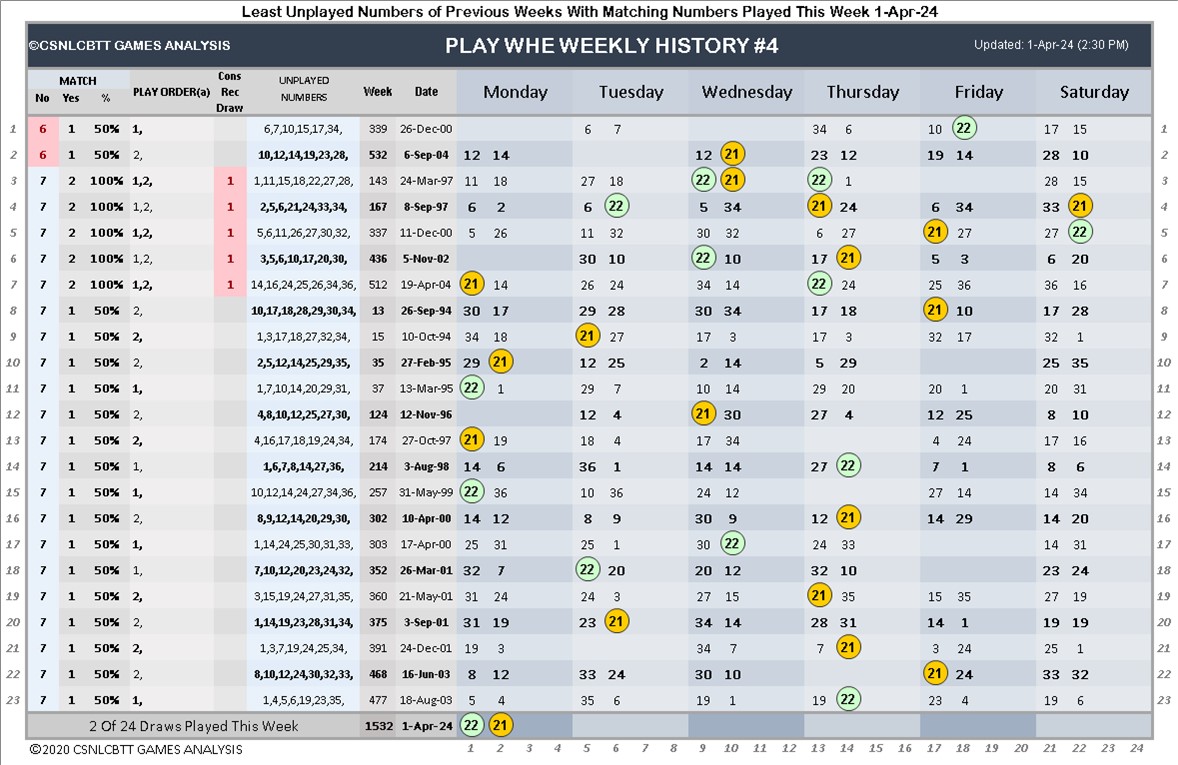 Least Unplayed Numbers of Previous Weeks With Matching Numbers Played This Week 1-Apr-24
©CSNLCBTT GAMES ANALYSIS PLAY WHE WEEKLY HISTORY #4 Updated: 1-Apr-24 (2:30 PM)
MATCH No Yes % PLAY ORDER(a) Cons Rec Draw UNPLAYED NUMBERS Week Date Monday Tuesday Wednesday Thursday Friday Saturday
1 6 1 50% 1, 6,7,10,15,17,34, 339 26-Dec-00 6 7 34 6 10 22 17 15 1
2 6 1 50% 2, 10,12,14,19,23,28, 532 6-Sep-04 12 14 12 21 23 12 19 14 28 10 2
3 7 2 100% 1,2, 1 1,11,15,18,22,27,28, 143 24-Mar-97 11 18 27 18 22 21 22 1 28 15 3
4 7 2 100% 1,2, 1 2,5,6,21,24,33,34, 167 8-Sep-97 6 2 6 22 5 34 21 24 6 34 33 21 4
5 7 2 100% 1,2, 1 5,6,11,26,27,30,32, 337 11-Dec-00 5 26 11 32 30 32 6 27 21 27 27 22 5
6 7 2 100% 1,2, 1 3,5,6,10,17,20,30, 436 5-Nov-02 30 10 22 10 17 21 5 3 6 20 6
7 7 2 100% 1,2, 1 14,16,24,25,26,34,36, 512 19-Apr-04 21 14 26 24 34 14 22 24 25 36 36 16 7
8 7 1 50% 2, 10,17,18,28,29,30,34, 13 26-Sep-94 30 17 29 28 30 34 17 18 21 10 17 28 8
9 7 1 50% 2, 1,3,17,18,27,32,34, 15 10-Oct-94 34 18 21 27 17 3 17 3 32 17 32 1 9
10 7 1 50% 2, 2,5,12,14,25,29,35, 35 27-Feb-95 29 21 12 25 2 14 5 29 25 35 10
11 7 1 50% 1, 1,7,10,14,20,29,31, 37 13-Mar-95 22 1 29 7 10 14 29 20 20 1 20 31 11
12 7 1 50% 2, 4,8,10,12,25,27,30, 124 12-Nov-96 12 4 21 30 27 4 12 25 8 10 12
13 7 1 50% 2, 4,16,17,18,19,24,34, 174 27-Oct-97 21 19 18 4 17 34 4 24 17 16 13
14 7 1 50% 1, 1,6,7,8,14,27,36, 214 3-Aug-98 14 6 36 1 14 14 27 22 7 1 8 6 14
15 7 1 50% 1, 10,12,14,24,27,34,36, 257 31-May-99 22 36 10 36 24 12 27 14 14 34 15
16 7 1 50% 2, 8,9,12,14,20,29,30, 302 10-Apr-00 14 12 8 9 30 9 12 21 14 29 14 20 16
17 7 1 50% 1, 1,14,24,25,30,31,33, 303 17-Apr-00 25 31 25 1 30 22 24 33 14 31 17
18 7 1 50% 1, 7,10,12,20,23,24,32, 352 26-Mar-01 32 7 22 20 20 12 32 10 23 24 18
19 7 1 50% 2, 3,15,19,24,27,31,35, 360 21-May-01 31 24 24 3 27 15 21 35 15 35 27 19 19
20 7 1 50% 2, 1,14,19,23,28,31,34, 375 3-Sep-01 31 19 23 21 34 14 28 31 14 1 19 19 20
21 7 1 50% 2, 1,3,7,19,24,25,34, 391 24-Dec-01 19 3 34 7 7 21 3 24 25 1 21
22 7 1 50% 2, 8,10,12,24,30,32,33, 468 16-Jun-03 8 12 33 24 30 10 21 24 33 32 22
23 7 1 50% 1, 1,4,5,6,19,23,35, 477 18-Aug-03 5 4 35 6 19 1 19 22 23 4 19 6 23
2 Of 24 Draws Played This Week 1532 1-Apr-24 22 21
©2020 CSNLCBTT GAMES ANALYSIS 1 2 3 4 5 6 7 8 9 10 11 12 13 14 15 16 17 18 19 20 21 22 23 24